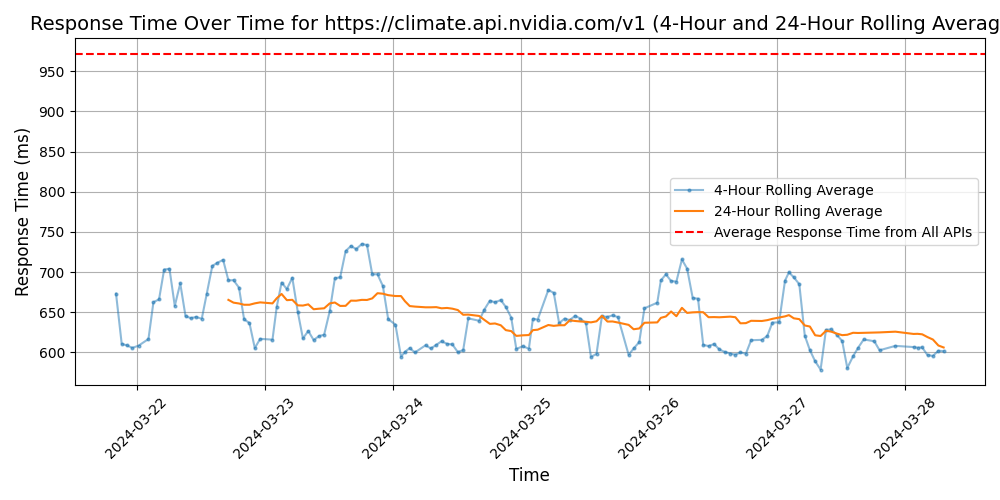 Response Time Over Time for https://climate.api.nvidia.com/v1 (4-Hour and 24-Hour Rolling Averag
Response Time (ms)
950
900
850
800
750
700
650
600
4-Hour Rolling Average
24-Hour Rolling Average
Average Response Time from All APIs
2024-03-22
2024-03-23
2024-03-24
2024-03-25
2024-03-26
2024-03-27
2024-03-28
Time